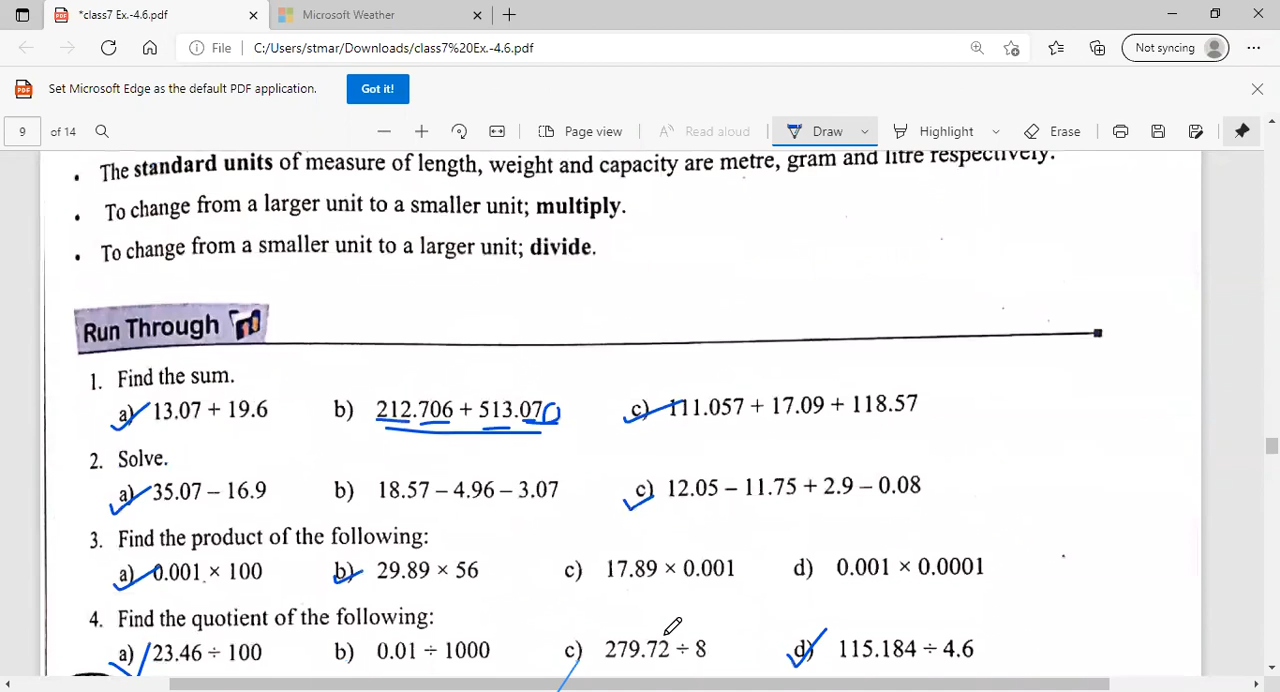 *class7 Ex.-4.6.pdf
Microsoft Weather
File C:/Users/stmar/Downloads/class7%20Ex.-4.6.pdf
Not syncing
Set Microsoft Edge as the default PDF application. Got it!
9 of 14 Page view Read aloud Draw Highlight Erase
• The standard units of measure of length, weight and capacity are metre, gram and litre respectively.
• To change from a larger unit to a smaller unit; multiply.
• To change from a smaller unit to a larger unit; divide.
Run Through
1. Find the sum.
a) 13.07 + 19.6 b) 212.706 + 513.070 c) 111.057 + 17.09 + 118.57
2. Solve.
a) 35.07 – 16.9 b) 18.57 – 4.96 – 3.07 c) 12.05 – 11.75 + 2.9 – 0.08
3. Find the product of the following:
a) 0.001 × 100 b) 29.89 × 56 c) 17.89 × 0.001 d) 0.001 × 0.0001
4. Find the quotient of the following:
a) 23.46 ÷ 100 b) 0.01 ÷ 1000 c) 279.72 ÷ 8 d) 115.184 ÷ 4.6